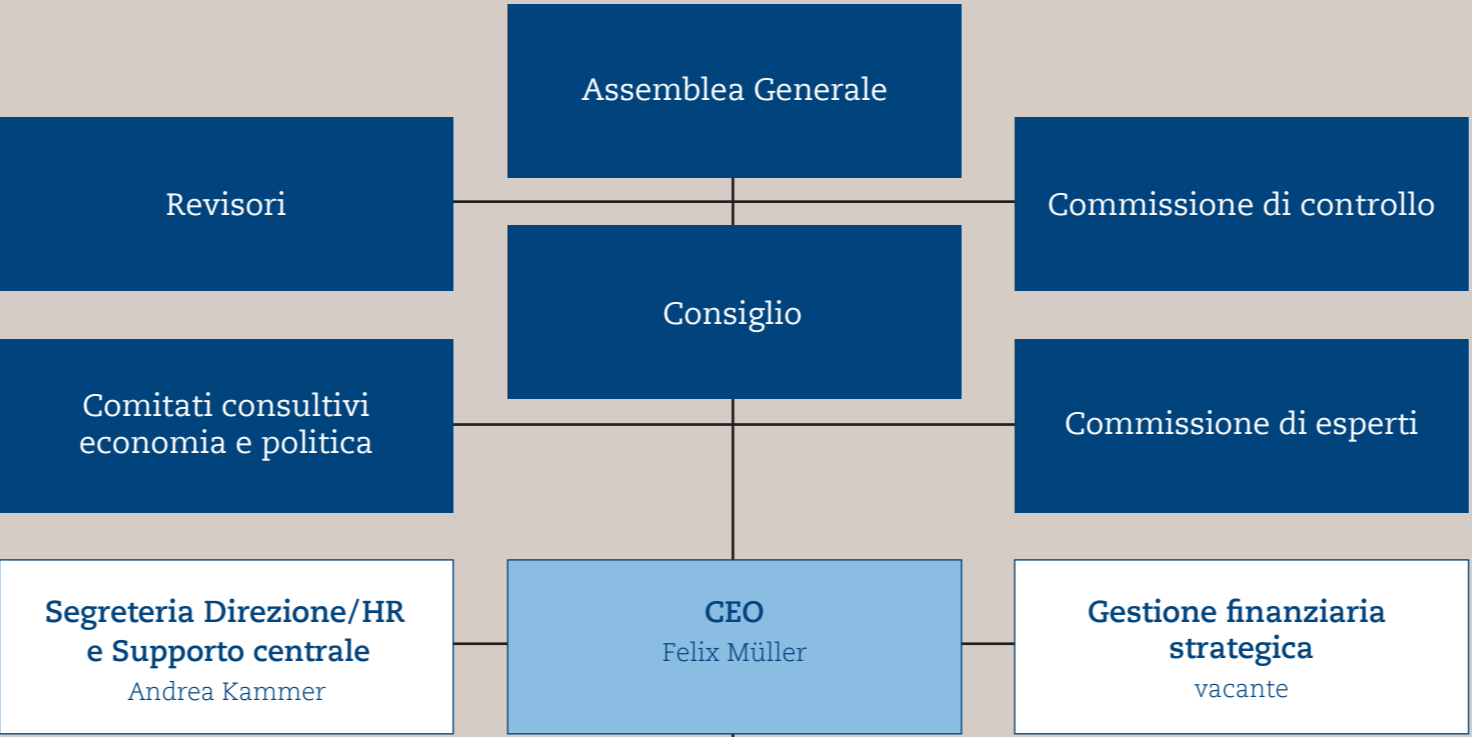 Assemblea Generale
Revisori
Commissione di controllo
Consiglio
Comitati consultivi
economia e politica
Commissione di esperti
Segreteria Direzione/HR
e Supporto centrale
Andrea Kammer
CEO
Felix Müller
Gestione finanziaria
strategica
vacante